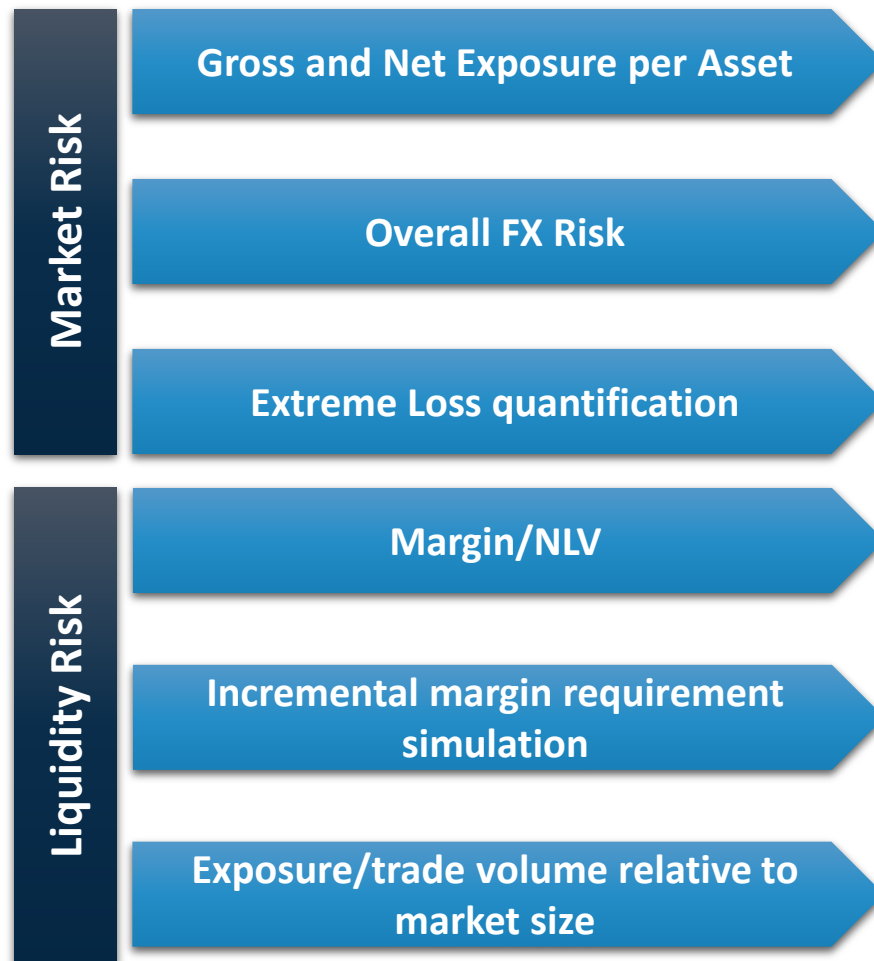 Market Risk
Gross and Net Exposure per Asset
Overall FX Risk
Extreme Loss quantification
Liquidity Risk
Margin/NLV
Incremental margin requirement
simulation
Exposure/trade volume relative to
market size